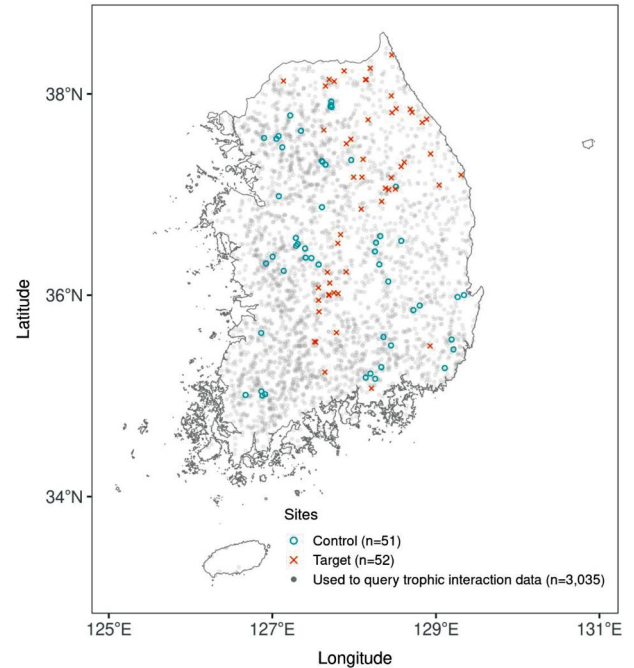 38°N
36°N
34°N
Latitude
Sites
Control (n=51)
Target (n=52)
Used to query trophic interaction data (n=3,035)
125°E 127°E 129°E 131°E
Longitude